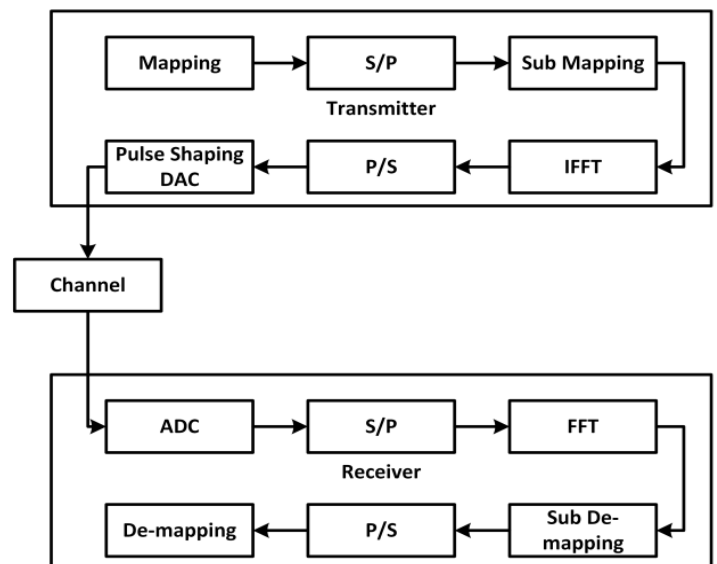 Mapping
S/P
Sub Mapping
Transmitter
Pulse Shaping
DAC
P/S
IFFT
Channel
ADC
S/P
FFT
Receiver
De-mapping
P/S
Sub De-
mapping